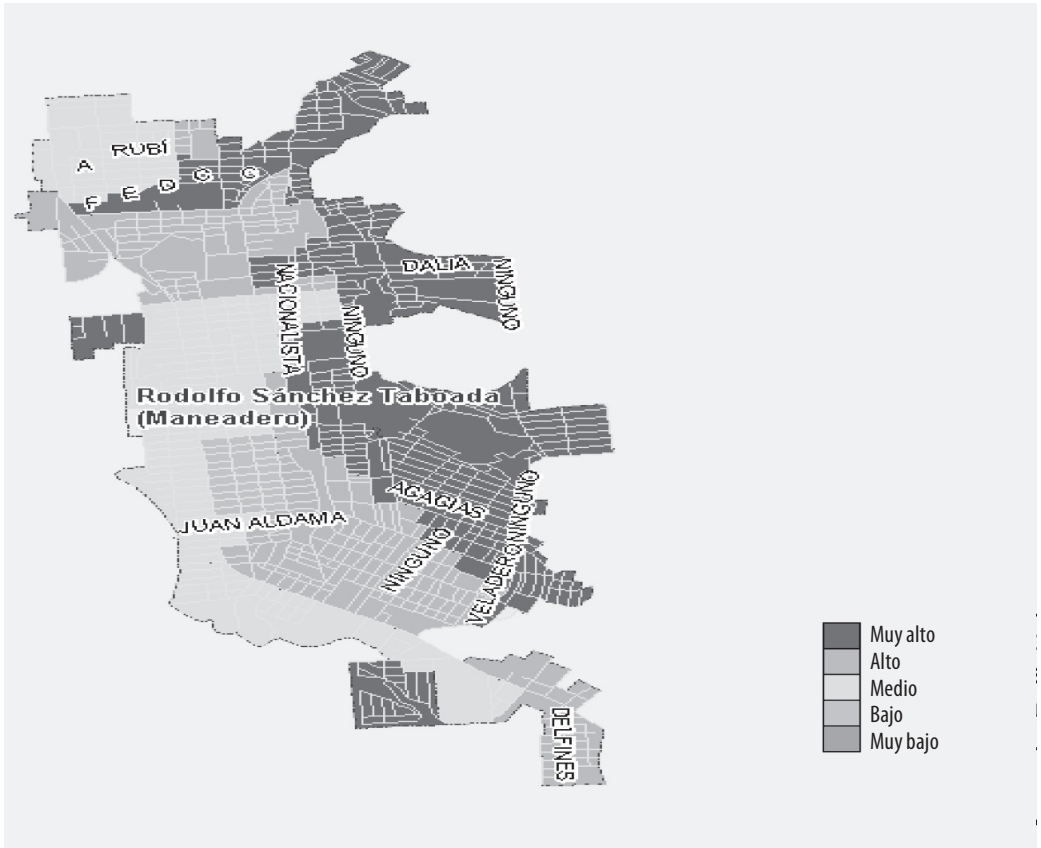 A
RUBÍ
F
E
D
C
C
DALIA
NINGUNO
NACIONALISTA
NINGUNO
Rodolfo Sánchez Taboada
(Maneadero)
ACACIAS
JUAN ALDAMA
NINGUNO
VELADERO
NINGUNO
DELFINES
Muy alto
Alto
Medio
Bajo
Muy bajo